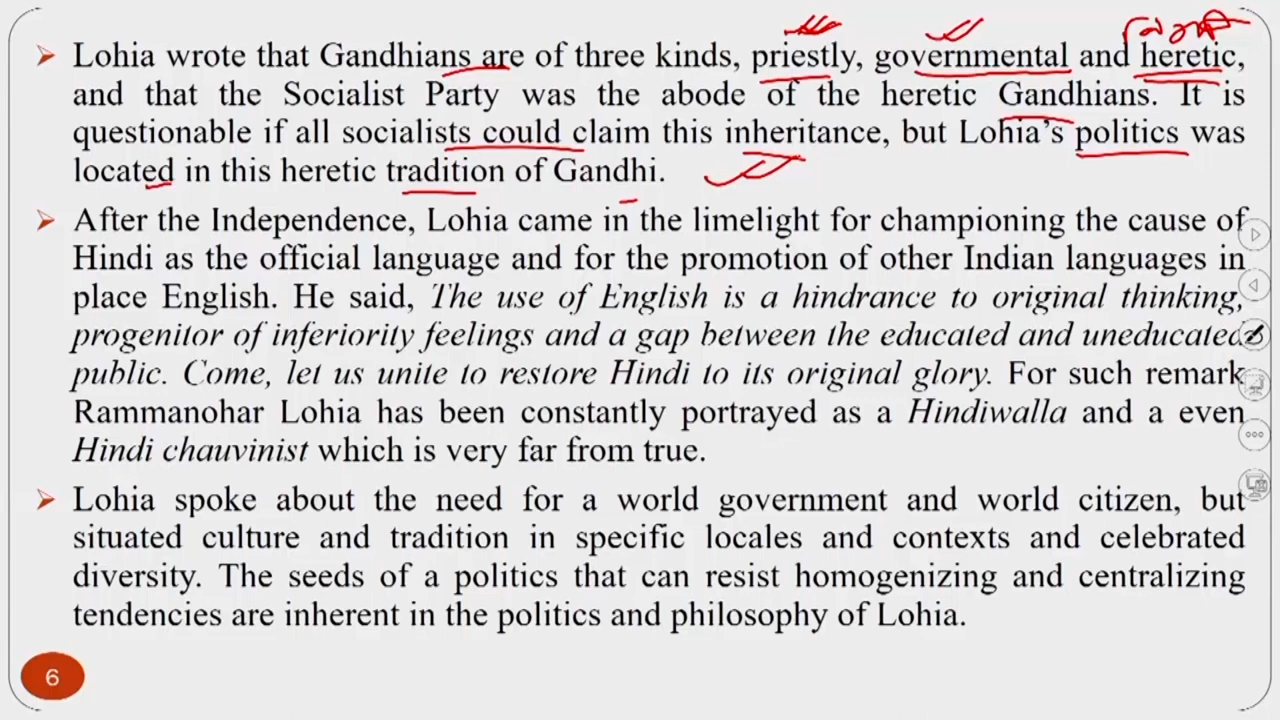 Lohia wrote that Gandhians are of three kinds, priestly, governmental and heretic,
and that the Socialist Party was the abode of the heretic Gandhians. It is
questionable if all socialists could claim this inheritance, but Lohia's politics was
located in this heretic tradition of Gandhi.
After the Independence, Lohia came in the limelight for championing the cause of
Hindi as the official language and for the promotion of other Indian languages in
place English. He said, The use of English is a hindrance to original thinking,
progenitor of inferiority feelings and a gap between the educated and uneducated
public. Come, let us unite to restore Hindi to its original glory. For such remark
Rammanohar Lohia has been constantly portrayed as a Hindiwalla and a even
Hindi chauvinist which is very far from true.
Lohia spoke about the need for a world government and world citizen, but
situated culture and tradition in specific locales and contexts and celebrated
diversity. The seeds of a politics that can resist homogenizing and centralizing
tendencies are inherent in the politics and philosophy of Lohia.
6